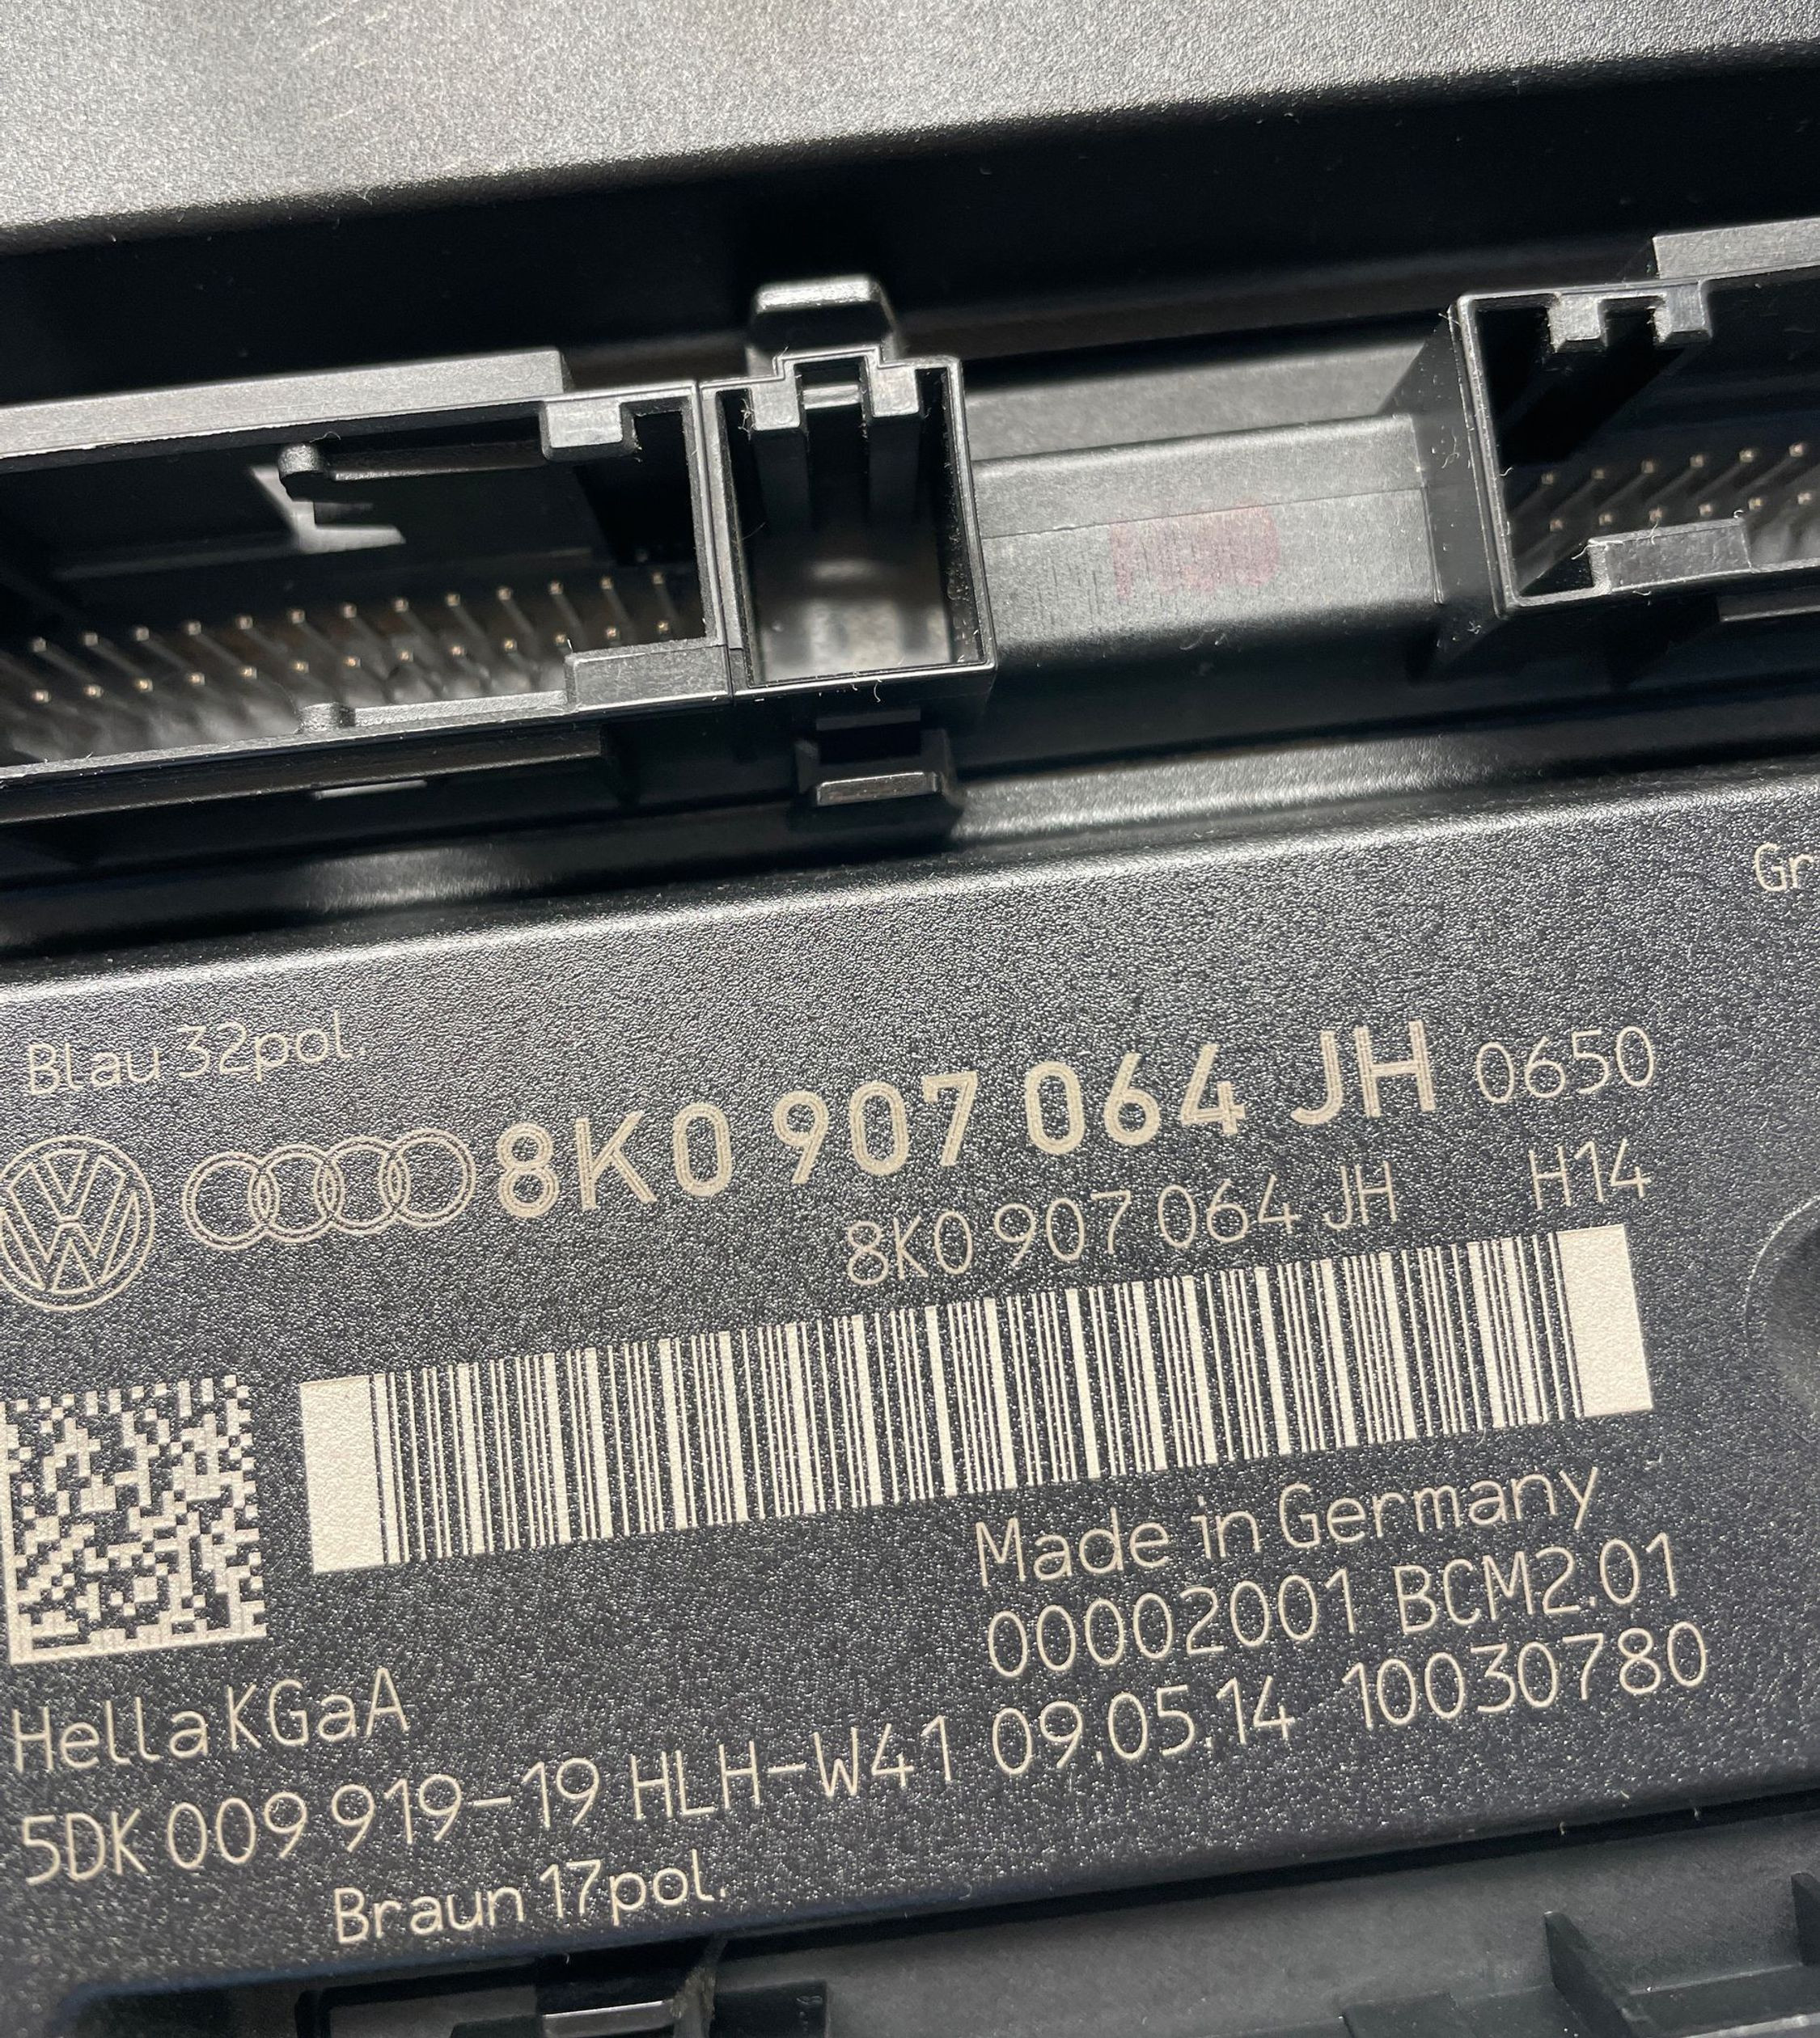 Gr
Blau 32pol.
8K0 907 064 JH 0650
8K0 907 064 JH H14
Made in Germany
00002001 BCM2.01
Hella KGaA
5DK 009 919-19 HLH-W41 09.05.14 10030780
Braun 17pol.